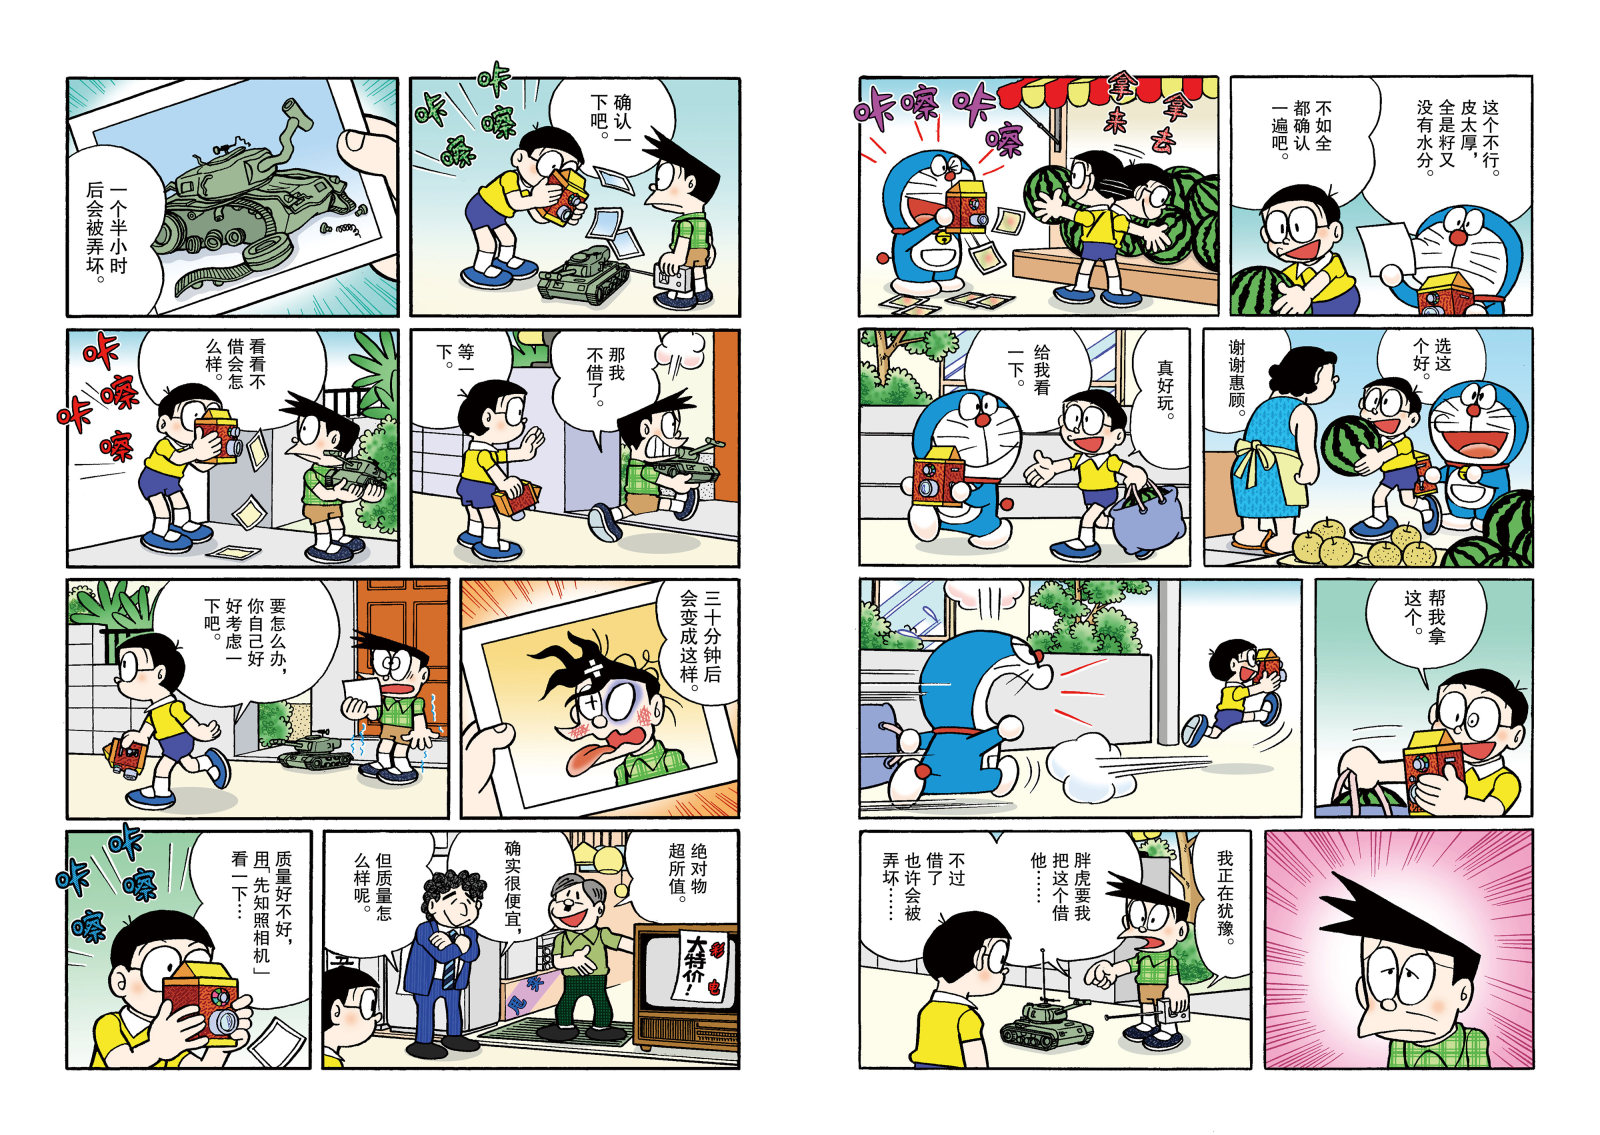 这个不行。
皮太厚，
全是籽又
没有水分。
不如全
都确认
一遍吧。
拿去
拿来
咔嚓
咔嚓
选这
个好。
谢谢惠顾。
真好玩。
给我看
一下。
帮我拿
这个。
我正在犹豫。
胖虎要我
把这个借
他……
不过
借了
也许会被
弄坏……
确认一
下吧。
咔嚓
咔嚓
一个半小时
后会被弄坏。
那我
不借了。
等一
下。
看看不
借会怎
么样。
咔嚓
咔嚓
三十分钟后
会变成这样。
要怎么办，
你自己好
好考虑一
下吧。
绝对物
超所值。
彩电
大特价！
确实很便宜，
但质量怎
么样呢。
质量好不好，
用「先知照相机」
看一下…
咔嚓
咔嚓